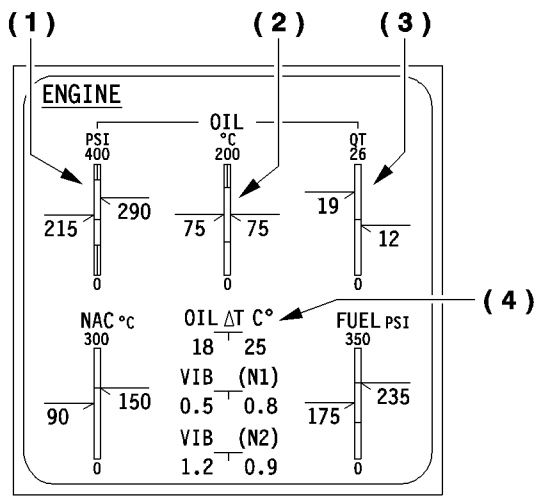 (1) (2) (3)
ENGINE
OIL
PSI °C QT
400 200 26
290 19
215 75 75 12
0 0 0
(4)
NAC °C OIL △T C° FUEL PSI
300 18 25 350
VIB (N1)
150 235
90 0.5 0.8 175
VIB (N2)
0 1.2 0.9 0